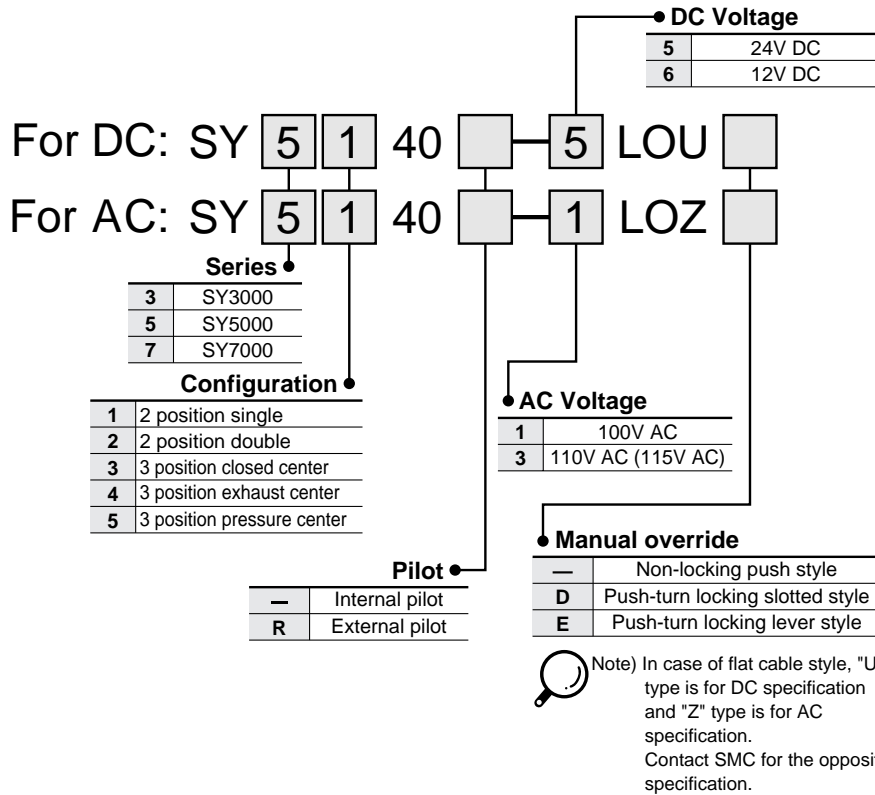 DC Voltage
5 24V DC
6 12V DC
For DC: SY 5 1 40 — 5 LOU
For AC: SY 5 1 40 — 1 LOZ
Series
3 SY3000
5 SY5000
7 SY7000
Configuration
1 2 position single
2 2 position double
3 3 position closed center
4 3 position exhaust center
5 3 position pressure center
AC Voltage
1 100V AC
3 110V AC (115V AC)
Pilot
— Internal pilot
R External pilot
Manual override
— Non-locking push style
D Push-turn locking slotted style
E Push-turn locking lever style
Note) In case of flat cable style, "U
type is for DC specification
and "Z" type is for AC
specification.
Contact SMC for the
specification.